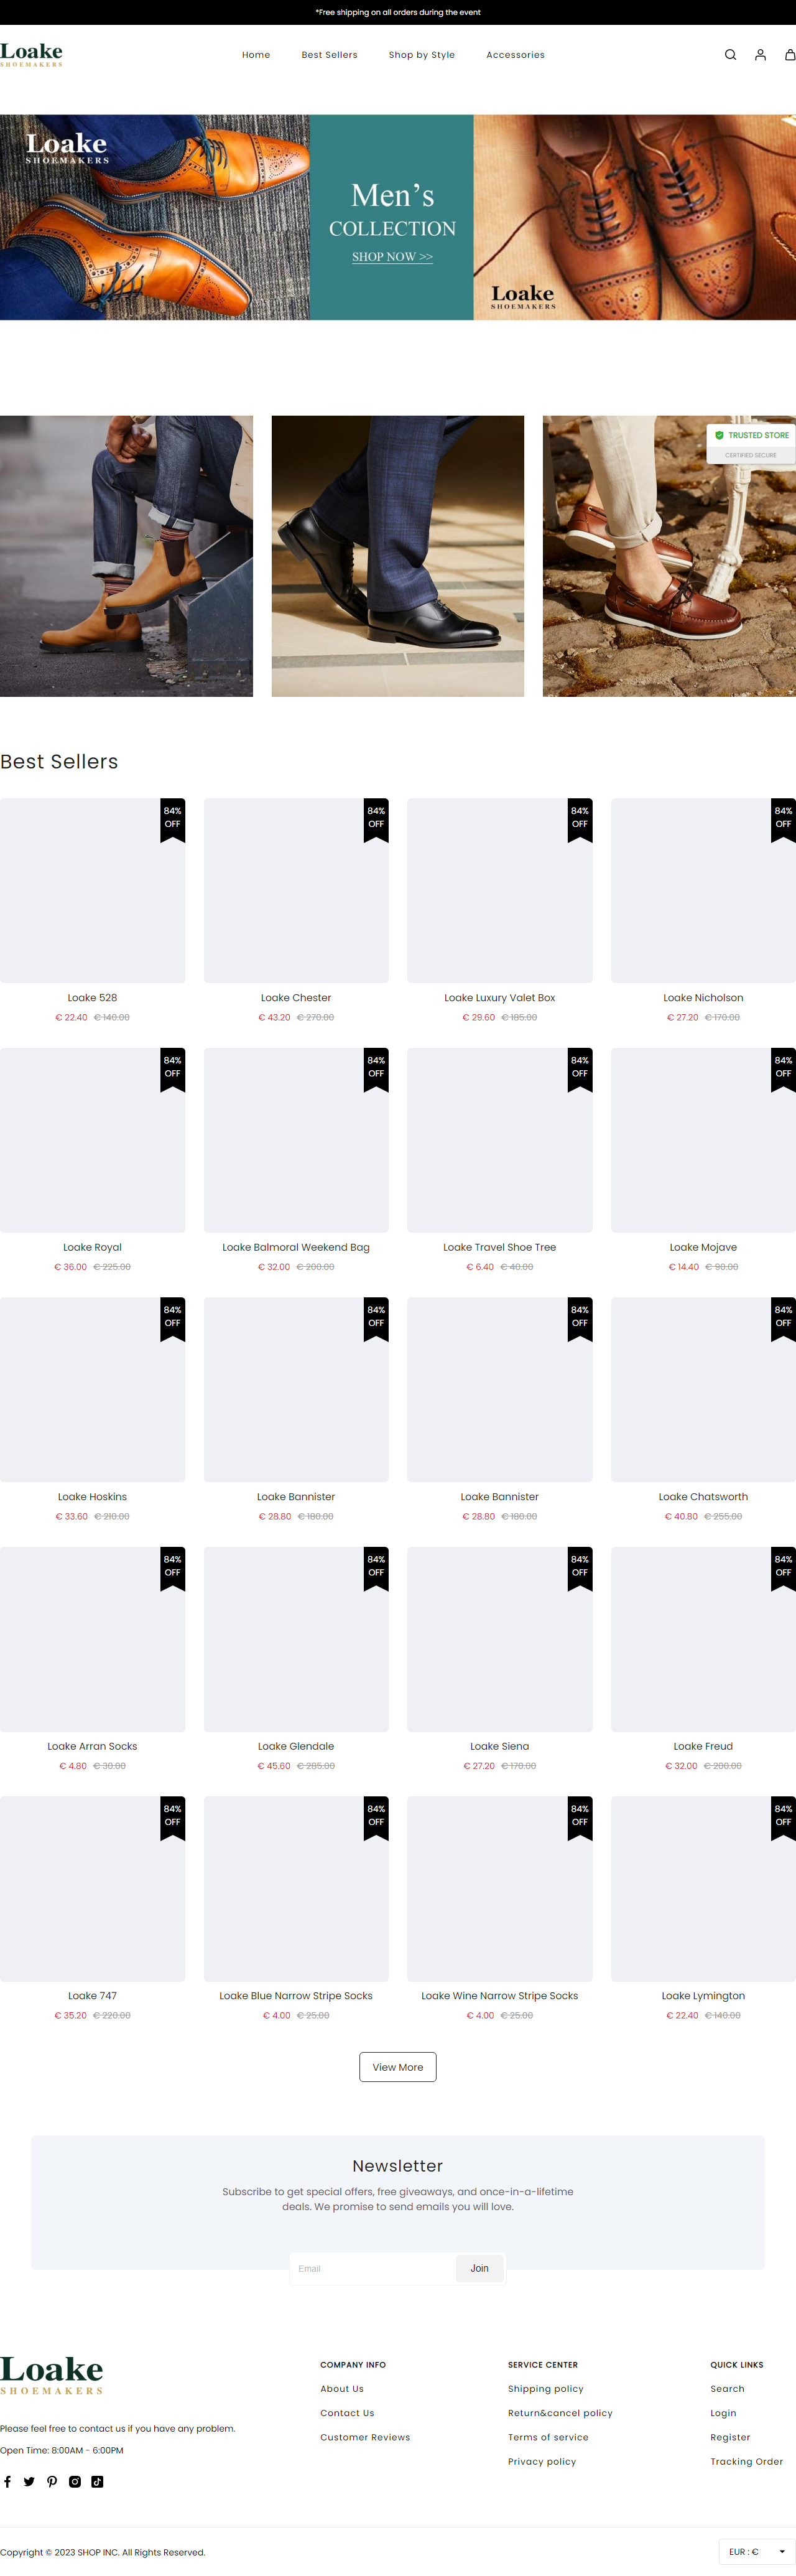 *Free shipping on all orders during the event
Loake
SHOEMAKERS
Home Best Sellers Shop by Style Accessories
Loake
SHOEMAKERS
Men's
COLLECTION
SHOP NOW >>
Loake
SHOEMAKERS
TRUSTED STORE
CERTIFIED SECURE
Best Sellers
84% OFF 84% OFF 84% OFF 84% OFF
Loake 528 Loake Chester Loake Luxury Valet Box Loake Nicholson
€ 22.40 € 140.00 € 43.20 € 270.00 € 29.60 € 185.00 € 27.20 € 170.00
84% OFF 84% OFF 84% OFF 84% OFF
Loake Royal Loake Balmoral Weekend Bag Loake Travel Shoe Tree Loake Mojave
€ 36.00 € 225.00 € 32.00 € 200.00 € 6.40 € 40.00 € 14.40 € 90.00
84% OFF 84% OFF 84% OFF 84% OFF
Loake Hoskins Loake Bannister Loake Bannister Loake Chatsworth
€ 33.60 € 210.00 € 28.80 € 180.00 € 28.80 € 180.00 € 40.80 € 255.00
84% OFF 84% OFF 84% OFF 84% OFF
Loake Arran Socks Loake Glendale Loake Siena Loake Freud
€ 4.80 € 30.00 € 45.60 € 285.00 € 27.20 € 170.00 € 32.00 € 200.00
84% OFF 84% OFF 84% OFF 84% OFF
Loake 747 Loake Blue Narrow Stripe Socks Loake Wine Narrow Stripe Socks Loake Lymington
€ 35.20 € 220.00 € 4.00 € 25.00 € 4.00 € 25.00 € 22.40 € 140.00
View More
Newsletter
Subscribe to get special offers, free giveaways, and once-in-a-lifetime
deals. We promise to send emails you will love.
Email Join
Loake
SHOEMAKERS
Please feel free to contact us if you have any problem.
Open Time: 8:00AM - 6:00PM
COMPANY INFO
About Us
Contact Us
Customer Reviews
SERVICE CENTER
Shipping policy
Return&cancel policy
Terms of service
Privacy policy
QUICK LINKS
Search
Login
Register
Tracking Order
Copyright © 2023 SHOP INC. All Rights Reserved.
EUR : €